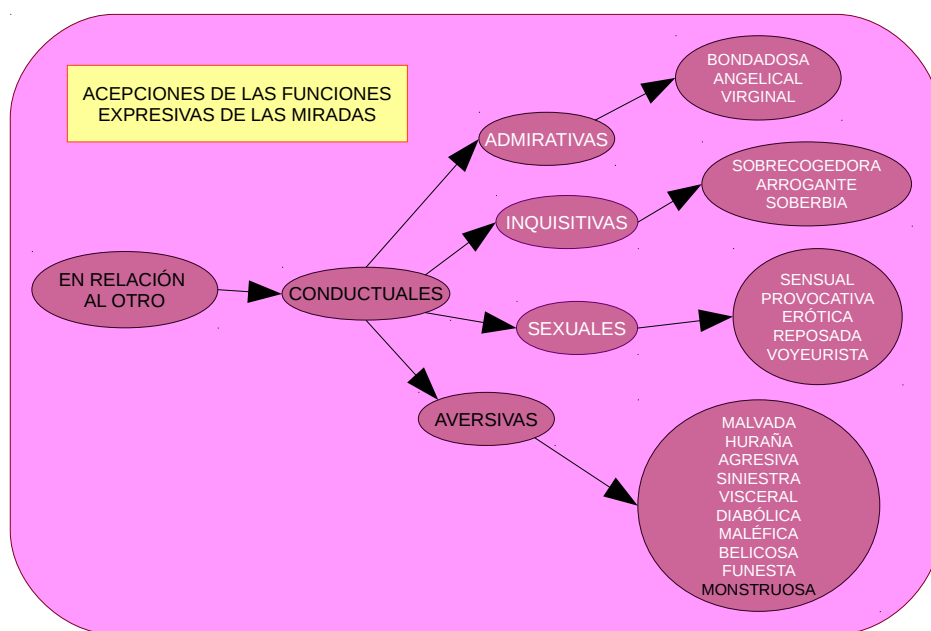 ACEPCIONES DE LAS FUNCIONES
EXPRESIVAS DE LAS MIRADAS
EN RELACIÓN
AL OTRO
CONDUCTUALES
ADMIRATIVAS
BONDADOSA
ANGELICAL
VIRGINAL
INQUISITIVAS
SOBRECOGEDORA
ARROGANTE
SOBERBIA
SEXUALES
SENSUAL
PROVOCATIVA
ERÓTICA
REPOSADA
VOYEURISTA
AVERSIVAS
MALVADA
HURAÑA
AGRESIVA
SINIESTRA
VISCERAL
DIABÓLICA
MALÉFICA
BELICOSA
FUNESTA
MONSTRUOSA